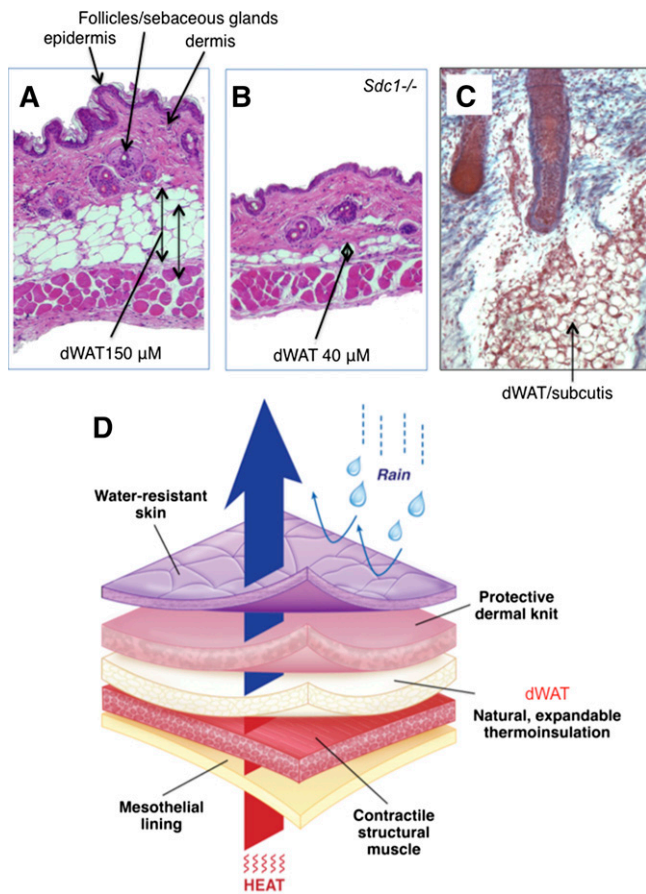 Follicles/sebaceous glands
epidermis
dermis
A
B
Sdc1-/-
C
dWAT150 μM
dWAT 40 μM
dWAT/subcutis
D
Rain
Water-resistant
skin
Protective
dermal knit
dWAT
Natural, expandable
thermoinsulation
Mesothelial
lining
Contractile
structural
muscle
HEAT